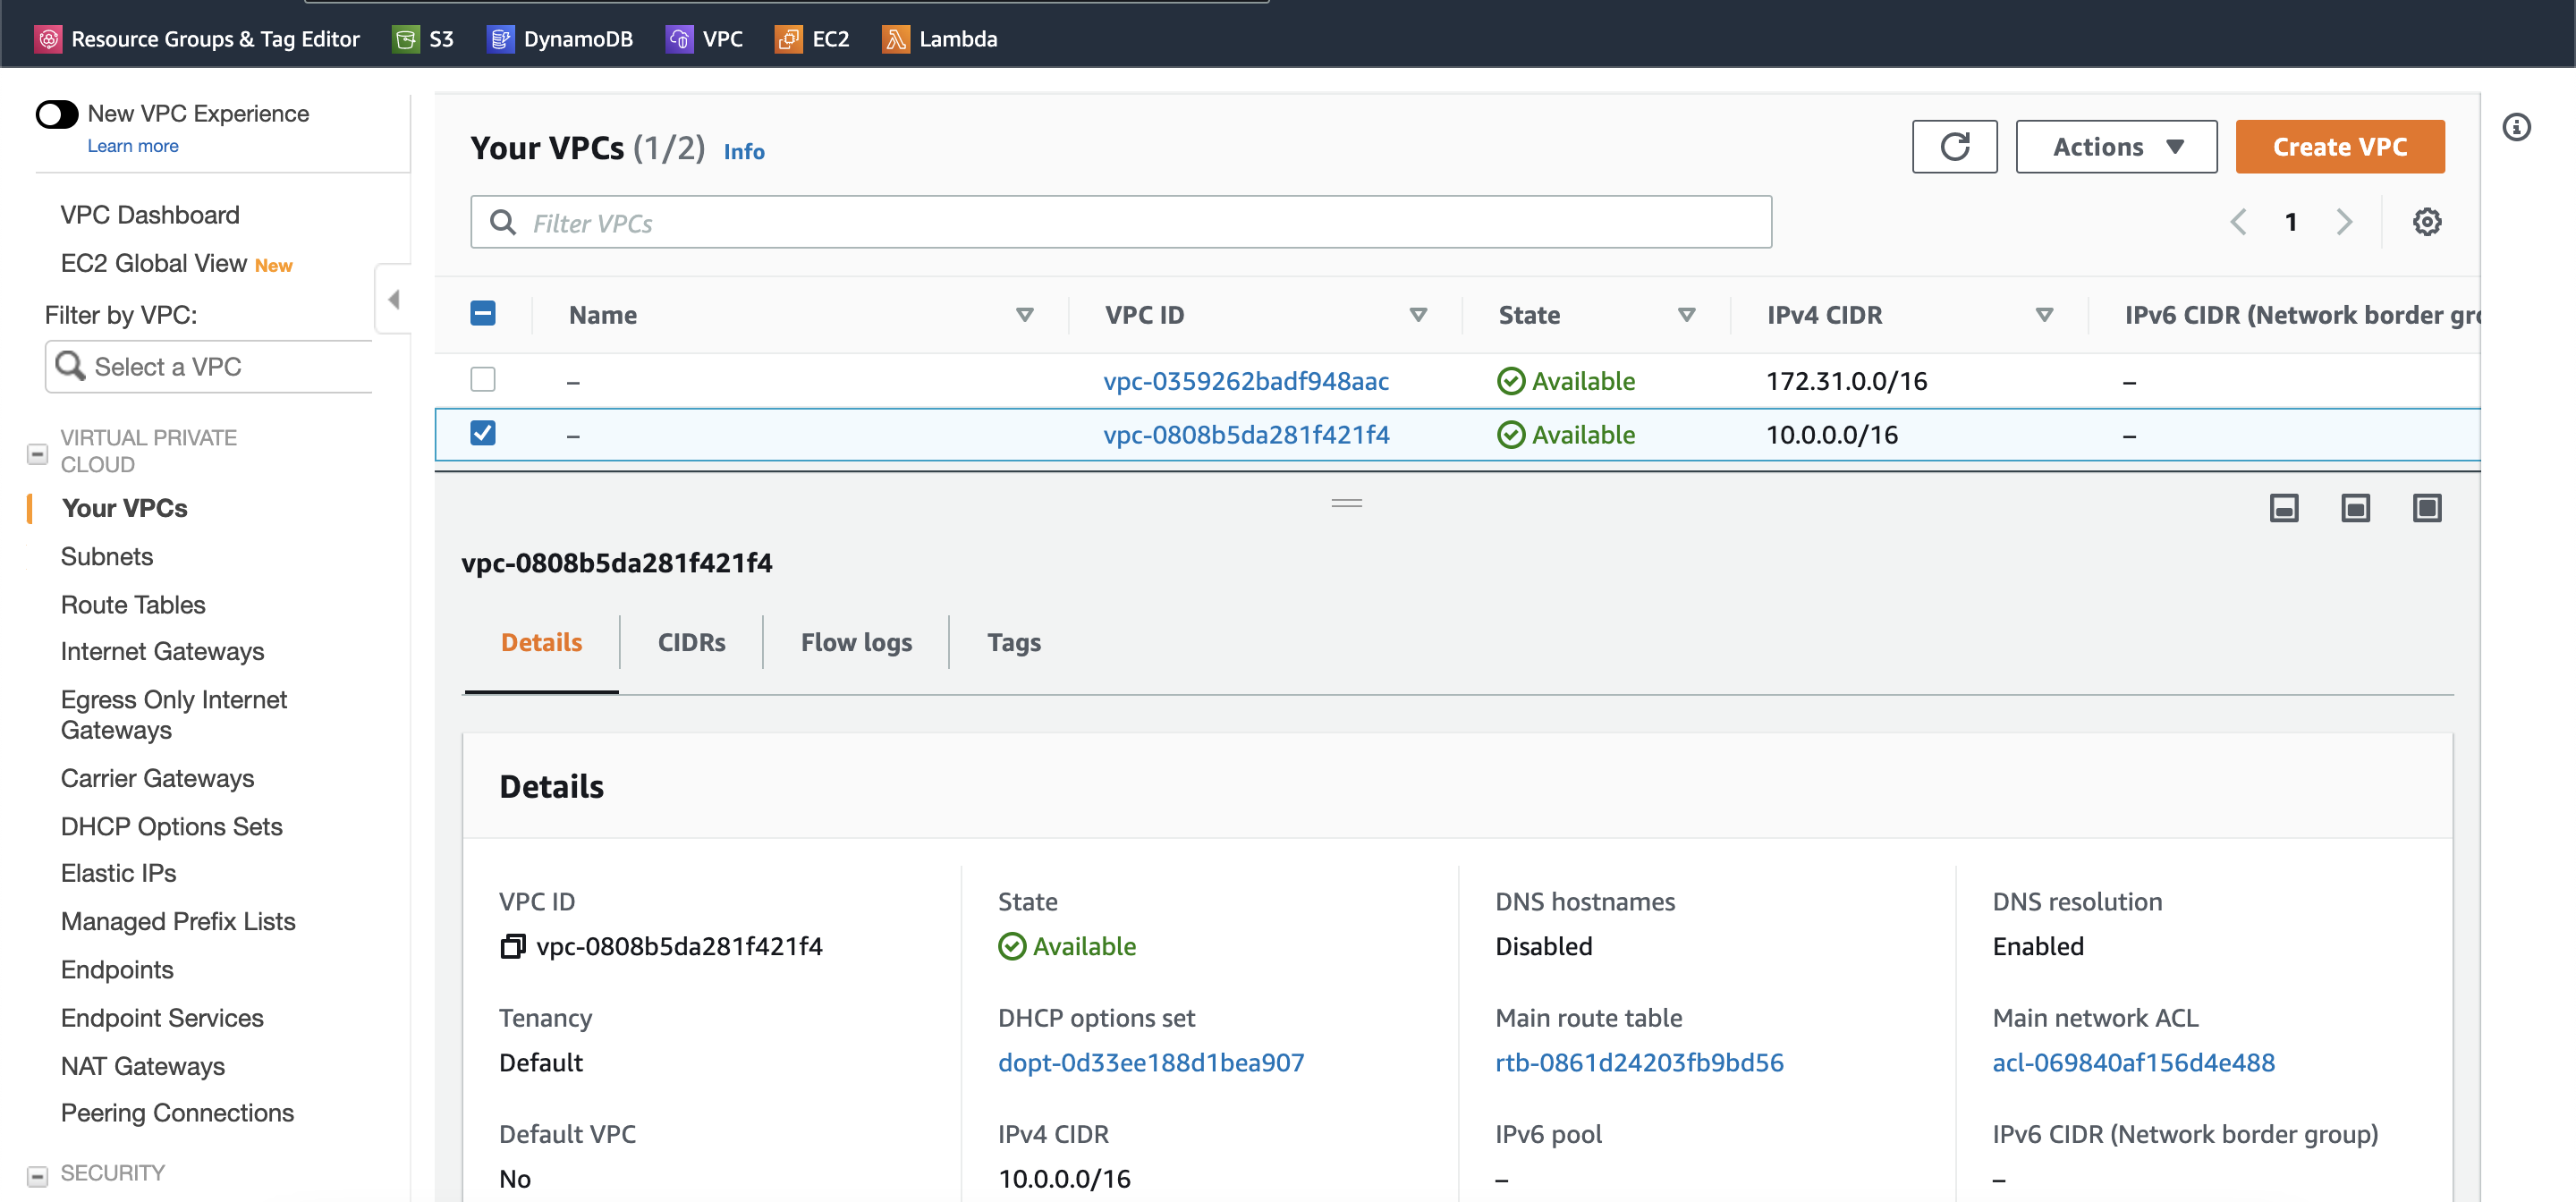 Resource Groups & Tag Editor S3 DynamoDB VPC EC2 Lambda
New VPC Experience
Learn more
VPC Dashboard
EC2 Global View New
Filter by VPC:
Select a VPC
VIRTUAL PRIVATE
CLOUD
Your VPCs
Subnets
Route Tables
Internet Gateways
Egress Only Internet
Gateways
Carrier Gateways
DHCP Options Sets
Elastic IPs
Managed Prefix Lists
Endpoints
Endpoint Services
NAT Gateways
Peering Connections
SECURITY
Your VPCs (1/2) Info
Actions
Create VPC
Filter VPCs
1
Name VPC ID State IPv4 CIDR IPv6 CIDR (Network border gro
– vpc-0359262badf948aac Available 172.31.0.0/16 –
– vpc-0808b5da281f421f4 Available 10.0.0.0/16 –
vpc-0808b5da281f421f4
Details CIDRs Flow logs Tags
Details
VPC ID State DNS hostnames DNS resolution
vpc-0808b5da281f421f4 Available Disabled Enabled
Tenancy DHCP options set Main route table Main network ACL
Default dopt-0d33ee188d1bea907 rtb-0861d24203fb9bd56 acl-069840af156d4e488
Default VPC IPv4 CIDR IPv6 pool IPv6 CIDR (Network border group)
No 10.0.0.0/16 – –